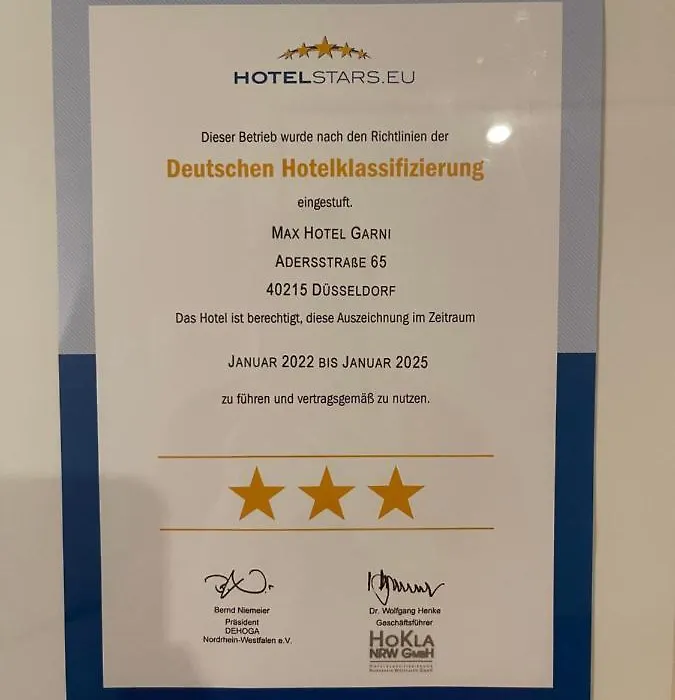 HOTELSTARS.EU
Dieser Betrieb wurde nach den Richtlinien der
Deutschen Hotelklassifizierung
eingestuft.
MAX HOTEL GARNI
ADERSSTRAßE 65
40215 DÜSSELDORF
Das Hotel ist berechtigt, diese Auszeichnung im Zeitraum
JANUAR 2022 BIS JANUAR 2025
zu führen und vertragsgemäß zu nutzen.
Bernd Niemeier
Präsident
DEHOGA
Nordrhein-Westfalen e.V.
Dr. Wolfgang Henke
Geschäftsführer
HOKLA
NRW GMBH